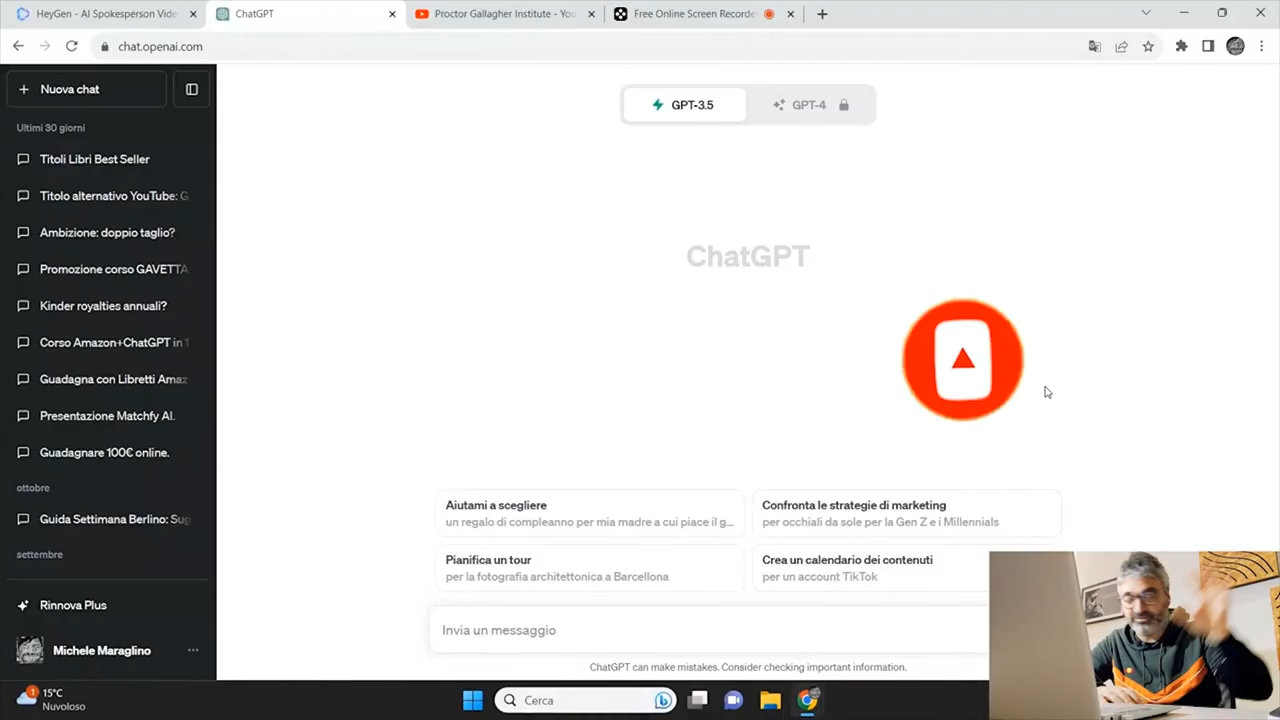 HeyGen - AI Spokesperson Vide
ChatGPT
Proctor Gallagher Institute - You
Free Online Screen Recorde
chat.openai.com
Nuova chat
Ultimi 30 giorni
Titoli Libri Best Seller
Titolo alternativo YouTube: G
Ambizione: doppio taglio?
Promozione corso GAVETTA
Kinder royalties annuali?
Corso Amazon+ChatGPT in 1
Guadagna con Libretti Amaz
Presentazione Matchfy AI.
Guadagnare 100€ online.
ottobre
Guida Settimana Berlino: Sug
settembre
Rinnova Plus
Michele Maraglino
GPT-3.5
GPT-4
ChatGPT
Aiutami a scegliere
un regalo di compleanno per mia madre a cui piace il g...
Confronta le strategie di marketing
per occhiali da sole per la Gen Z e i Millennials
Pianifica un tour
per la fotografia architettonica a Barcellona
Crea un calendario dei contenuti
per un account TikTok
Invia un messaggio
ChatGPT can make mistakes. Consider checking important information.
1
15°C
Nuvoloso
Cerca